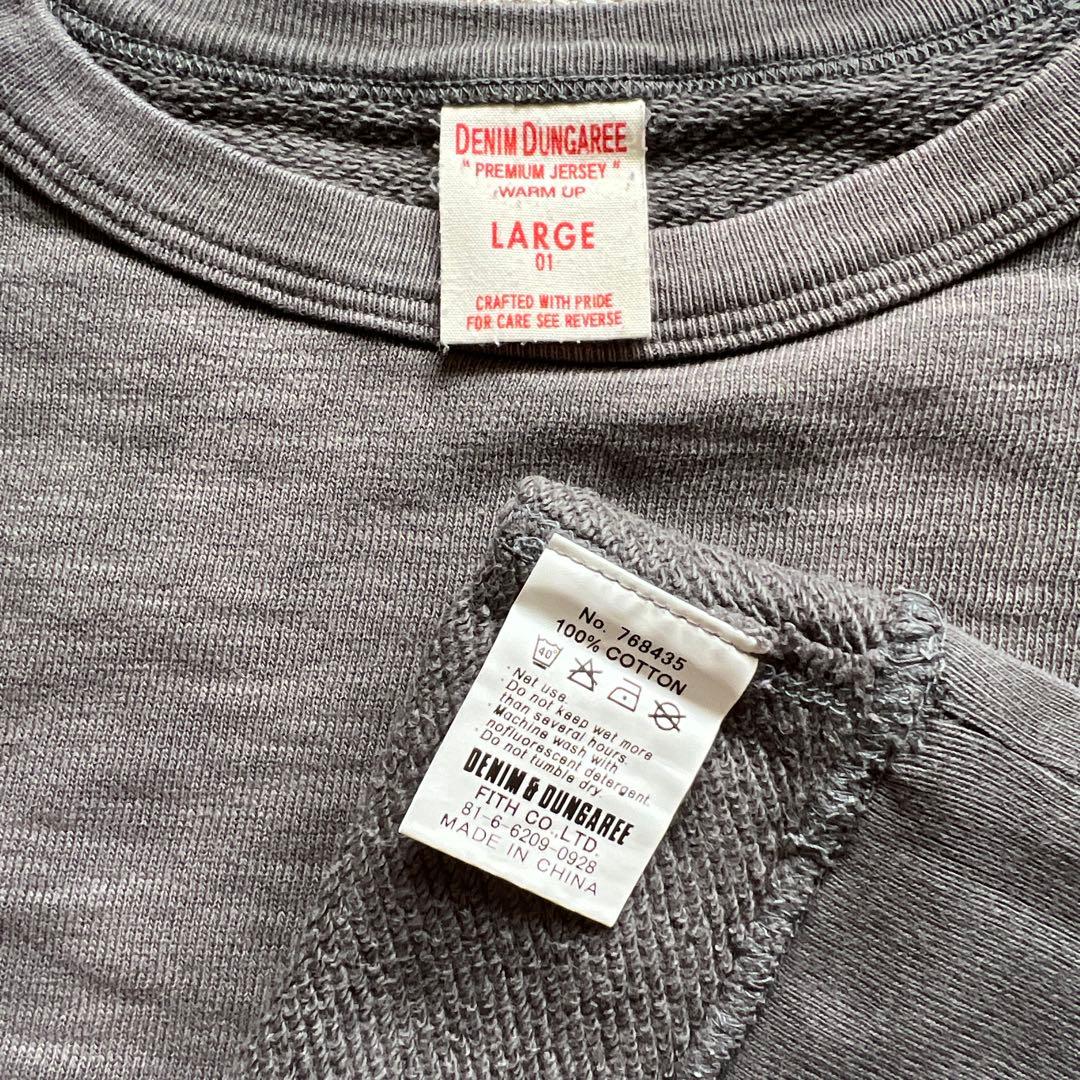 DENIM DUNGAREE
"PREMIUM JERSEY"
WARM UP
LARGE
01
CRAFTED WITH PRIDE
FOR CARE SEE REVERSE
No. 768435
100% COTTON
40°
·Net use.
·Do not keep wet more
than several hours.
·Machine wash with
nofluorescent detergent.
·Do not tumble dry.
DENIM & DUNGAREE
FITH CO.,LTD.
81-6-6209-0928
MADE IN CHINA